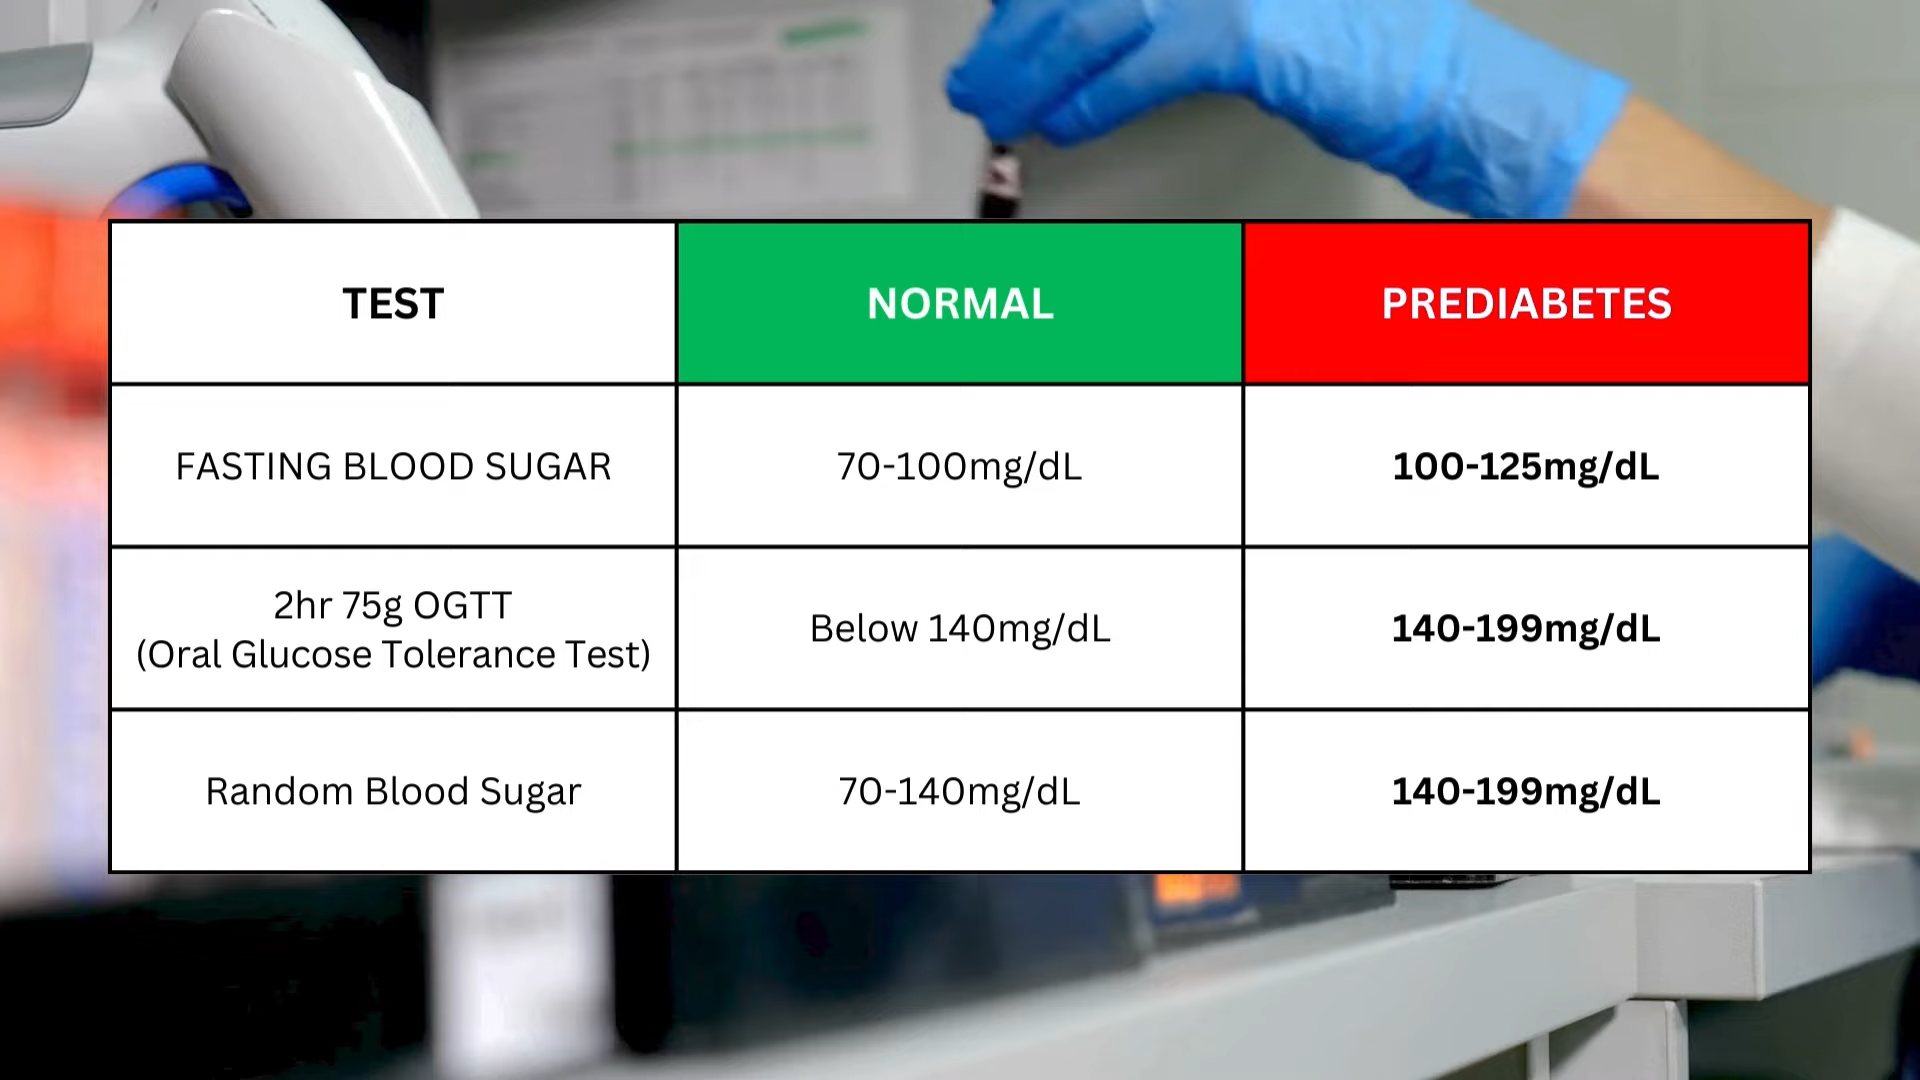 TEST
NORMAL
PREDIABETES
FASTING BLOOD SUGAR
70-100mg/dL
100-125mg/dL
2hr 75g OGTT
(Oral Glucose Tolerance Test)
Below 140mg/dL
140-199mg/dL
Random Blood Sugar
70-140mg/dL
140-199mg/dL